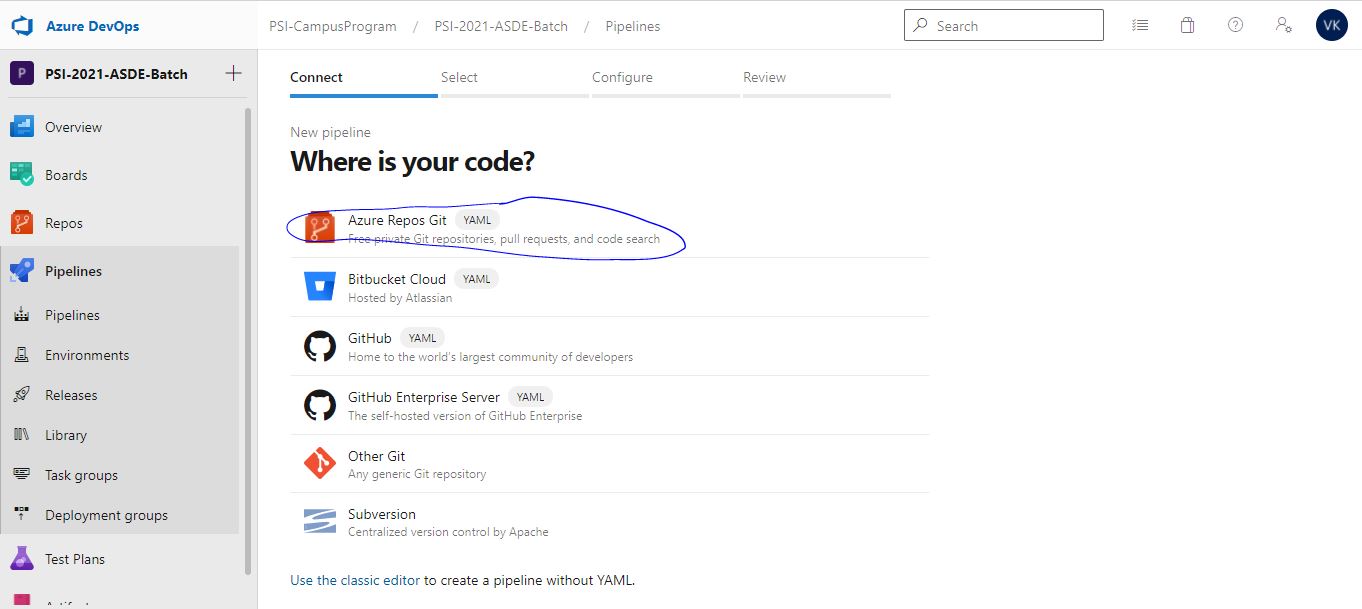 Azure DevOps
PSI-CampusProgram / PSI-2021-ASDE-Batch / Pipelines
Search
VK
P PSI-2021-ASDE-Batch
Overview
Boards
Repos
Pipelines
Pipelines
Environments
Releases
Library
Task groups
Deployment groups
Test Plans
Connect Select Configure Review
New pipeline
Where is your code?
Azure Repos Git YAML
Free private Git repositories, pull requests, and code search
Bitbucket Cloud YAML
Hosted by Atlassian
GitHub YAML
Home to the world's largest community of developers
GitHub Enterprise Server YAML
The self-hosted version of GitHub Enterprise
Other Git
Any generic Git repository
Subversion
Centralized version control by Apache
Use the classic editor to create a pipeline without YAML.